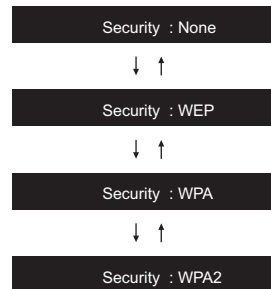 Security : None
↓ ↑
Security : WEP
↓ ↑
Security : WPA
↓ ↑
Security : WPA2